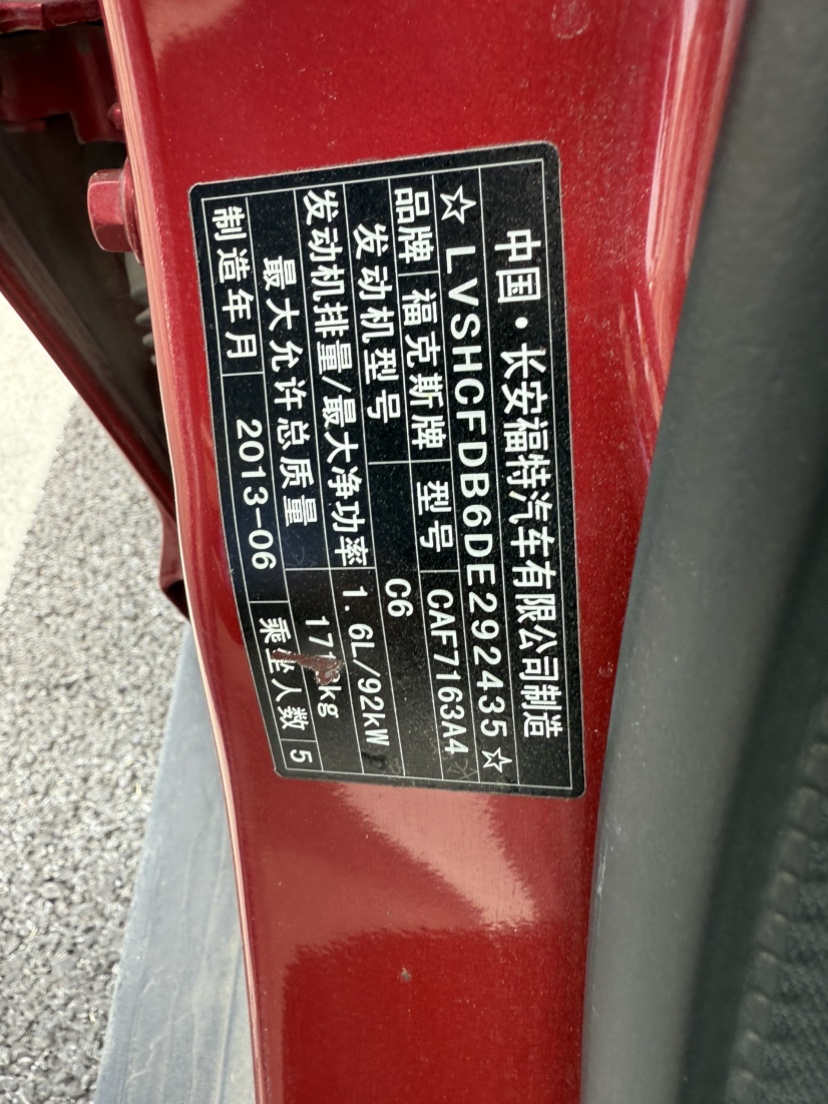 中国·长安福特汽车有限公司制造
☆LVSHCFDB6DE292435☆
品牌 福克斯牌 型号 CAF7163A4
发动机型号 C6
发动机排量/最大净功率 1.6L/92kW
最大允许总质量 kg
制造年月 2013-06 乘坐人数 5